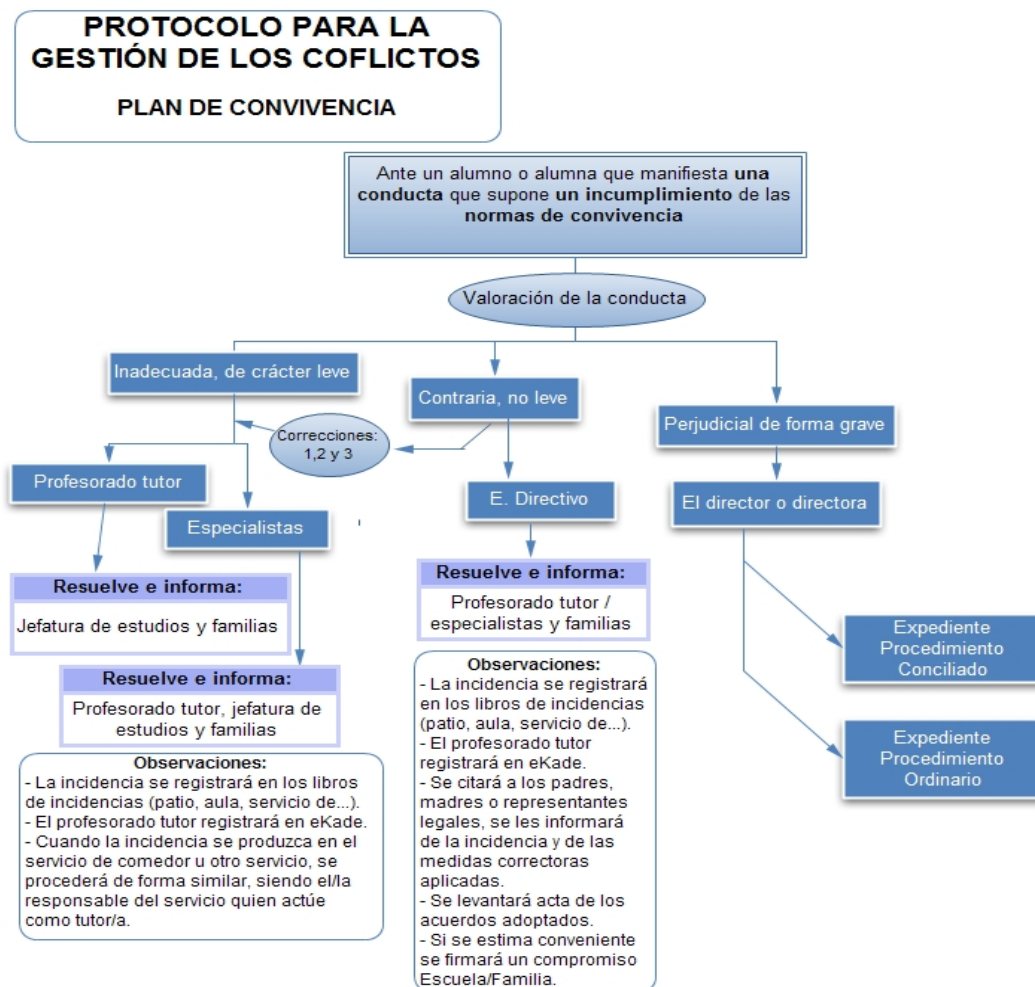 PROTOCOLO PARA LA
GESTIÓN DE LOS COFLICTOS
PLAN DE CONVIVENCIA
Ante un alumno o alumna que manifiesta una
conducta que supone un incumplimiento de las
normas de convivencia
Valoración de la conducta
Inadecuada, de crácter leve
Contraria, no leve
Perjudicial de forma grave
Correcciones:
1,2 y 3
Profesorado tutor
Especialistas
E. Directivo
El director o directora
Resuelve e informa:
Jefatura de estudios y familias
Resuelve e informa:
Profesorado tutor, jefatura de
estudios y familias
Resuelve e informa:
Profesorado tutor /
especialistas y familias
Expediente
Procedimiento
Conciliado
Expediente
Procedimiento
Ordinario
Observaciones:
- La incidencia se registrará en los libros
de incidencias (patio, aula, servicio de...).
- El profesorado tutor registrará en eKade.
- Cuando la incidencia se produzca en el
servicio de comedor u otro servicio, se
procederá de forma similar, siendo el/la
responsable del servicio quien actúe
como tutor/a.
Observaciones:
- La incidencia se registrará
en los libros de incidencias
(patio, aula, servicio de...).
- El profesorado tutor
registrará en eKade.
- Se citará a los padres,
madres o representantes
legales, se les informará
de la incidencia y de las
medidas correctoras
aplicadas.
- Se levantará acta de los
acuerdos adoptados.
- Si se estima conveniente
se firmará un compromiso
Escuela/Familia.